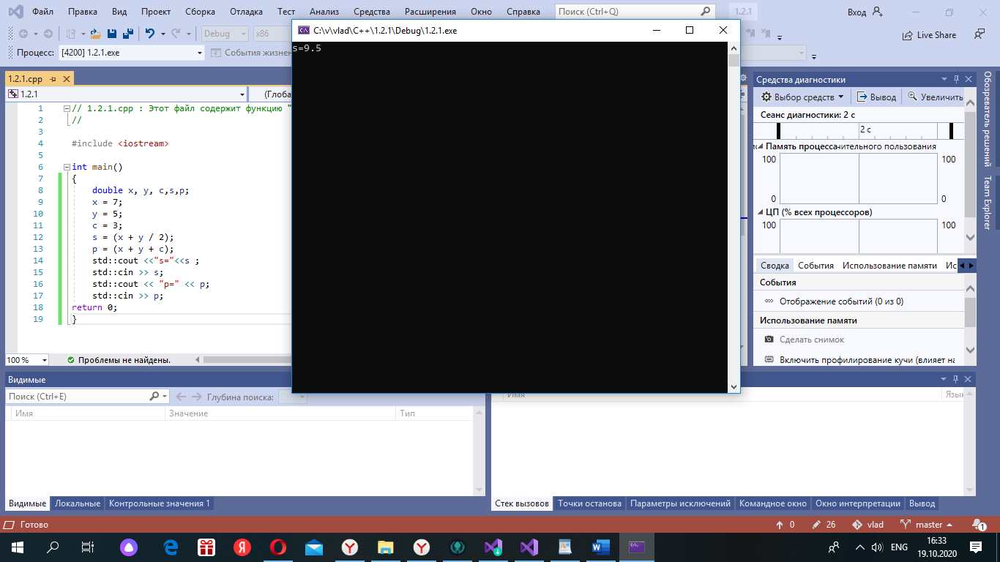 Файл Правка Вид Проект Сборка Отладка Тест Анализ Средства Расширения Окно Справка Поиск (Ctrl+Q) 1.2.1 Вход
Debug x86 Live Share
Процесс: [4200] 1.2.1.exe События жизнен
C:\v\vlad\C++\1.2.1\Debug\1.2.1.exe
s=9.5
1.2.1.cpp
1.2.1 (Глоба
1 // 1.2.1.cpp : Этот файл содержит функцию "
2 //
3
4 #include <iostream>
5
6 int main()
7 {
8 double x, y, c,s,p;
9 x = 7;
10 y = 5;
11 c = 3;
12 s = (x + y / 2);
13 p = (x + y + c);
14 std::cout <<"s="<<s ;
15 std::cin >> s;
16 std::cout << "p=" << p;
17 std::cin >> p;
18 return 0;
19 }
100 % Проблемы не найдены.
Средства диагностики
Выбор средств Вывод Увеличить
Сеанс диагностики: 2 с
2 с
Память процесса
чительного пользования
100 100
0 0
ЦП (% всех процессоров)
100 100
Сводка События Использование памяти Ис
События
Отображение событий (0 из 0)
Использование памяти
Сделать снимок
Включить профилирование кучи (влияет на
Обозреватель решений
Team Explorer
Видимые
Поиск (Ctrl+E) Глубина поиска:
Имя Значение Тип
Имя Язык
Видимые Локальные Контрольные значения 1
Стек вызовов Точки останова Параметры исключений Командное окно Окно интерпретации Вывод
Готово 0 26 vlad master 1
ENG 16:33
19.10.2020